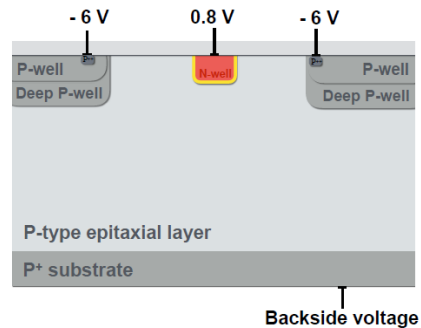 - 6 V
0.8 V
- 6 V
P++
P++
P-well
N-well
P-well
Deep P-well
Deep P-well
P-type epitaxial layer
P+ substrate
Backside voltage